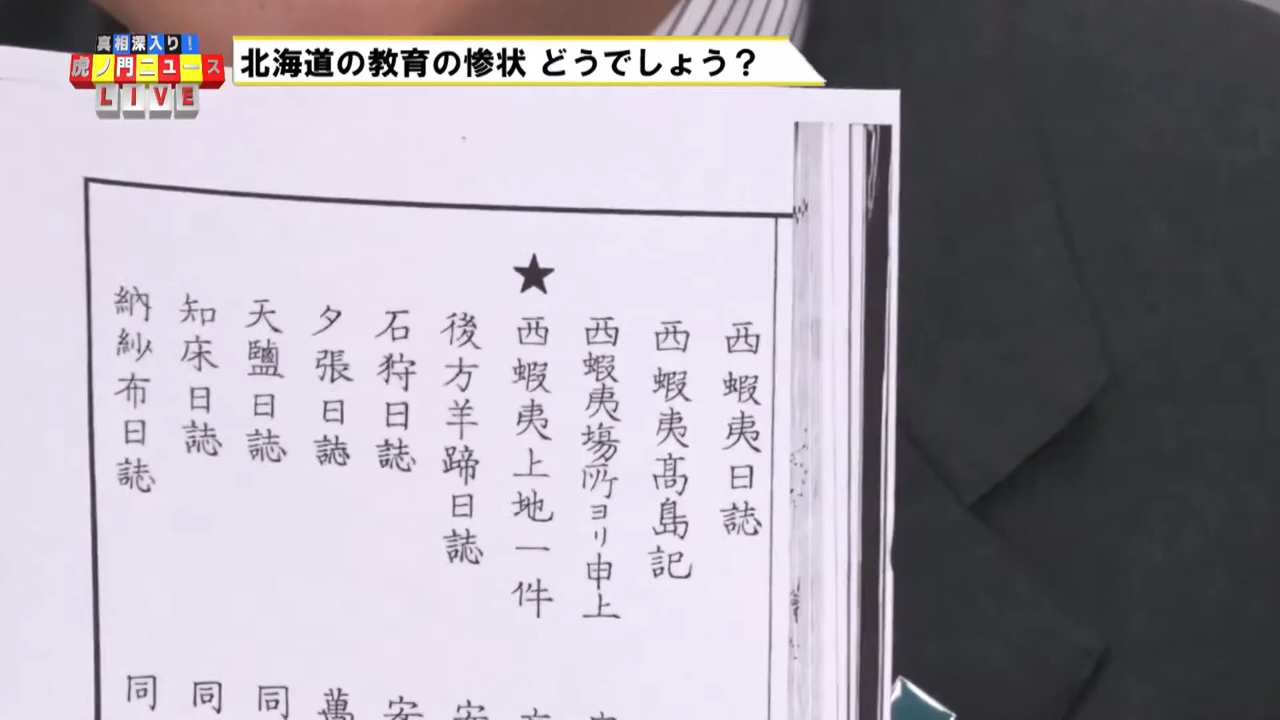 真相深入り!
虎ノ門ニュース
LIVE
北海道の教育の惨状 どうでしょう?
西蝦夷日誌
西蝦夷髙島記
西蝦夷場所ヨリ申上
★
西蝦夷上地一件
後方羊蹄日誌
石狩日誌
夕張日誌 萬
天鹽日誌 同
知床日誌 同
納紗布日誌 同